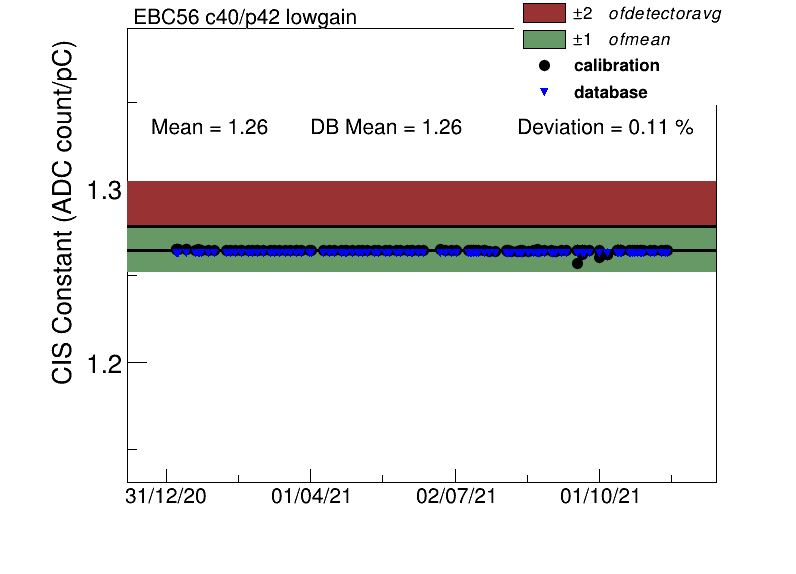 EBC56 c40/p42 lowgain
±2 ofdetectoravg
±1 ofmean
calibration
database
Mean = 1.26 DB Mean = 1.26 Deviation = 0.11 %
CIS Constant (ADC count/pC)
1.3
1.2
31/12/20 01/04/21 02/07/21 01/10/21